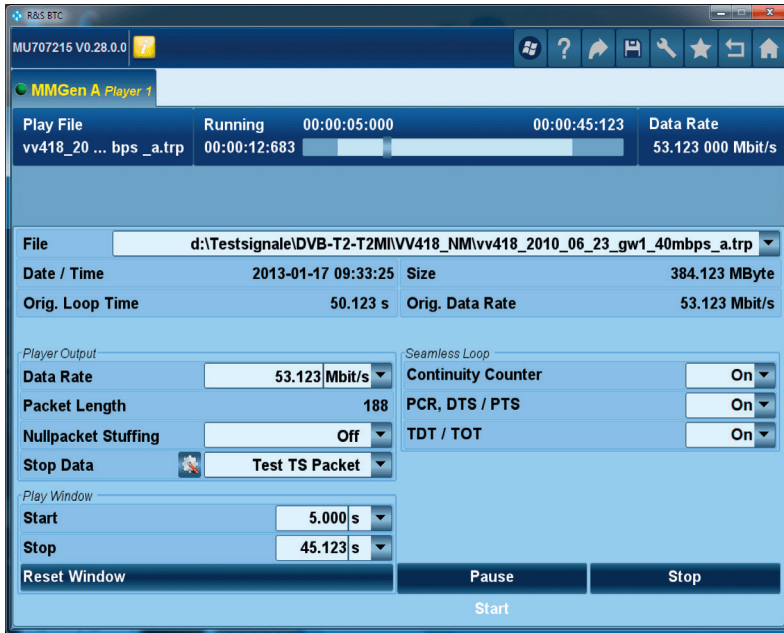 R&S BTC
MU707215 V0.28.0.0
MMGen A Player 1
Play File Running 00:00:05:000 00:00:45:123 Data Rate
vv418_20 ... bps _a.trp 00:00:12:683 53.123 000 Mbit/s
File d:\Testsignale\DVB-T2-T2MI\VV418_NM\vv418_2010_06_23_gw1_40mbps_a.trp
Date / Time 2013-01-17 09:33:25 Size 384.123 MByte
Orig. Loop Time 50.123 s Orig. Data Rate 53.123 Mbit/s
Player Output Seamless Loop
Data Rate 53.123 Mbit/s Continuity Counter On
Packet Length 188 PCR, DTS / PTS On
Nullpacket Stuffing Off TDT / TOT On
Stop Data Test TS Packet
Play Window
Start 5.000 s
Stop 45.123 s
Reset Window Pause Stop
Start